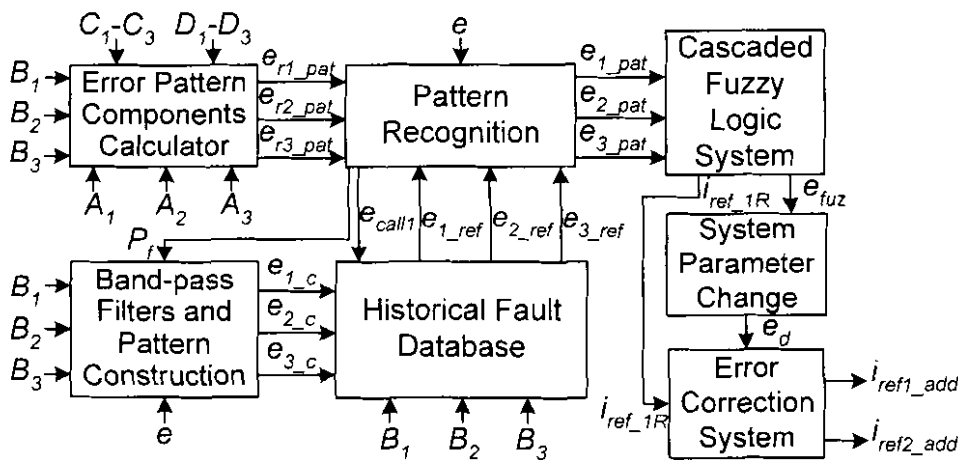 C1-C3 D1-D3
B1
B2
B3
Error Pattern
Components
Calculator
A1 A2 A3
er1_pat
er2_pat
er3_pat
e
Pattern
Recognition
e1_pat
e2_pat
e3_pat
Cascaded
Fuzzy
Logic
System
iref_1R
efuz
System
Parameter
Change
ed
Pf
ecall1
e1_ref
e2_ref
e3_ref
B1
B2
B3
Band-pass
Filters and
Pattern
Construction
e
e1_c
e2_c
e3_c
Historical Fault
Database
B1 B2 B3
iref_1R
Error
Correction
System
iref1_add
iref2_add